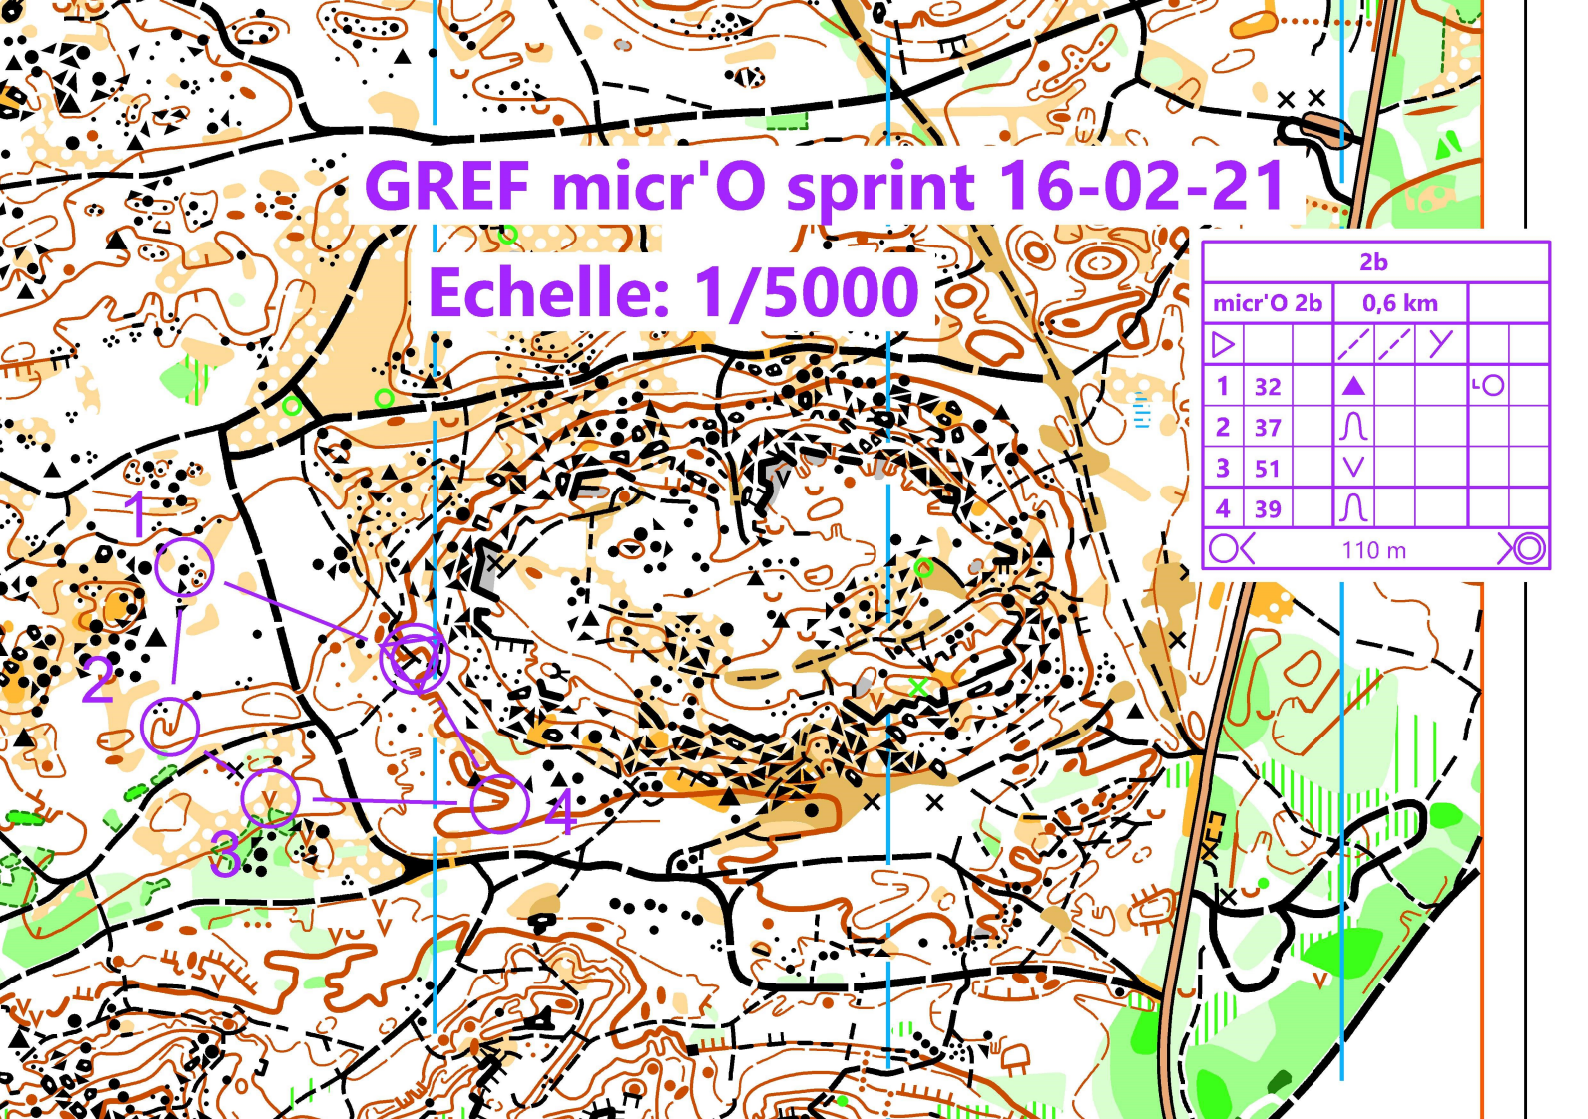 GREF micr'O sprint 16-02-21
Echelle: 1/5000
2b
micr'O 2b 0,6 km
1 32
2 37
3 51
4 39
110 m
1
2
3
4